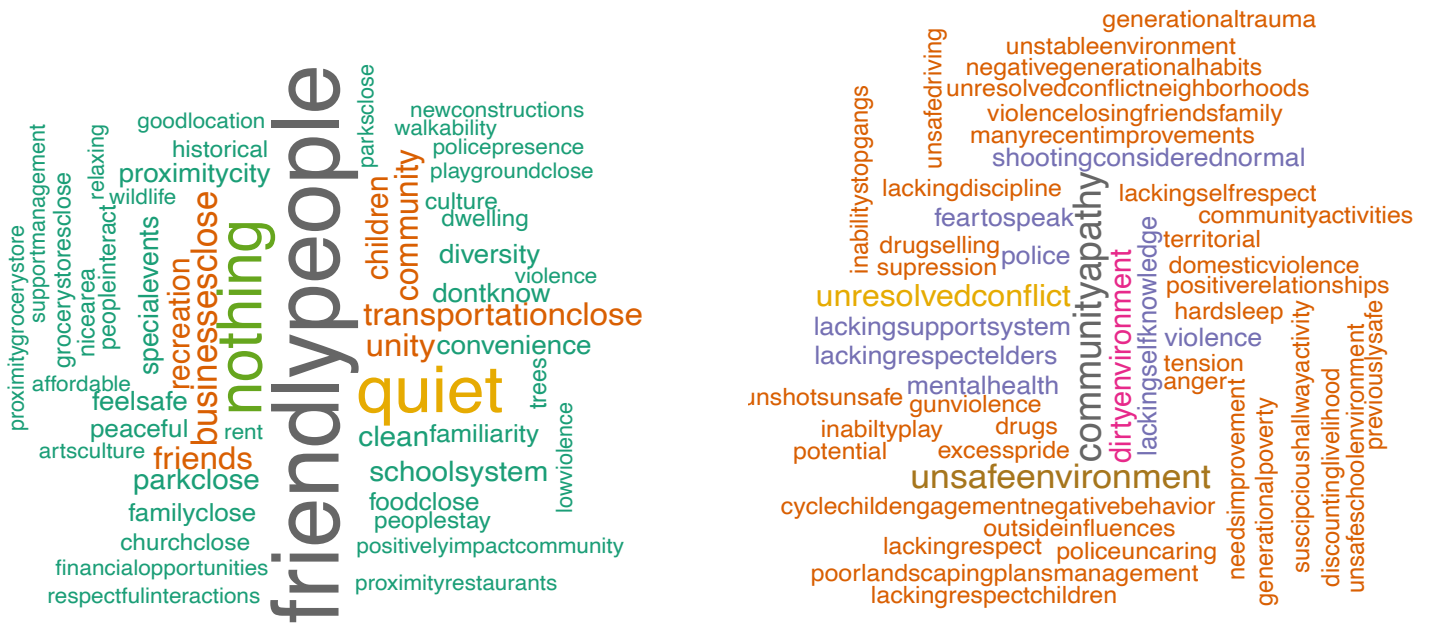 friendlypeople
nothing
quiet
goodlocation
historical
proximitycity
wildlife
relaxing
supportmanagement
grocerystoresclose
proximitygrocerystore
nicearea
peopleinteract
specialevents
recreation
businessesclose
affordable
feelsafe
peaceful
rent
artsculture
friends
parkclose
familyclose
churchclose
financialopportunities
respectfulinteractions
parksclose
newconstructions
walkability
policepresence
playgroundclose
children
community
culture
dwelling
diversity
violence
dontknow
transportationclose
unity
convenience
trees
clean
familiarity
lowviolence
schoolsystem
foodclose
peoplestay
positivelyimpactcommunity
proximityrestaurants
generationaltrauma
unstableenvironment
unsafedriving
negativegenerationalhabits
unresolvedconflictneighborhoods
violencelosingfriendsfamily
manyrecentimprovements
shootingconsiderednormal
inabilitystopgangs
lackingdiscipline
lackingselfrespect
feartospeak
communityactivities
drugselling
supression
police
territorial
communityapathy
dirtyenvironment
lackingselfknowledge
domesticviolence
positiverelationships
unresolvedconflict
hardsleep
lackingsupportsystem
violence
lackingrespectelders
tension
mentalhealth
anger
unshotsunsafe
gunviolence
inabiltyplay
drugs
potential
excesspride
unsafeenvironment
needsimprovement
generationalpoverty
suscipcioushallwayactivity
discountinglivelihood
unsafeschoolenvironment
previouslysafe
cyclechildengagementnegativebehavior
outsideinfluences
lackingrespect
policeuncaring
poorlandscapingplansmanagement
lackingrespectchildren